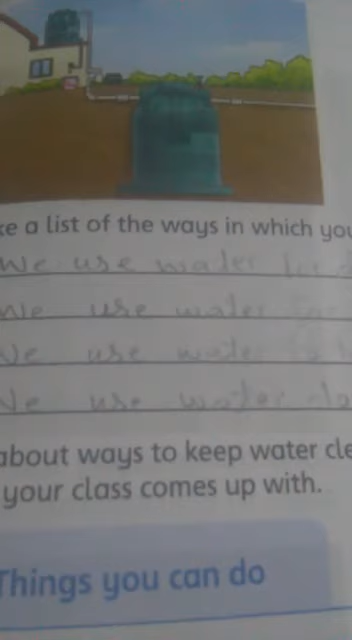 ke a list of the ways in which you
We use water
We use water
We use water
We use water
about ways to keep water cle
your class comes up with.
Things you can do